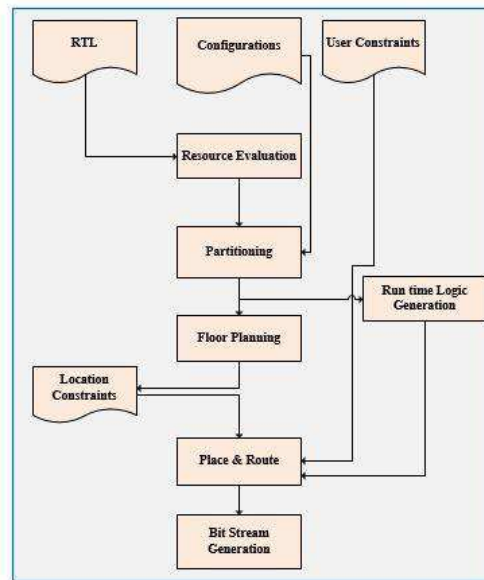 RTL
Configurations
User Constraints
Resource Evaluation
Partitioning
Run time Logic
Generation
Floor Planning
Location
Constraints
Place & Route
Bit Stream
Generation